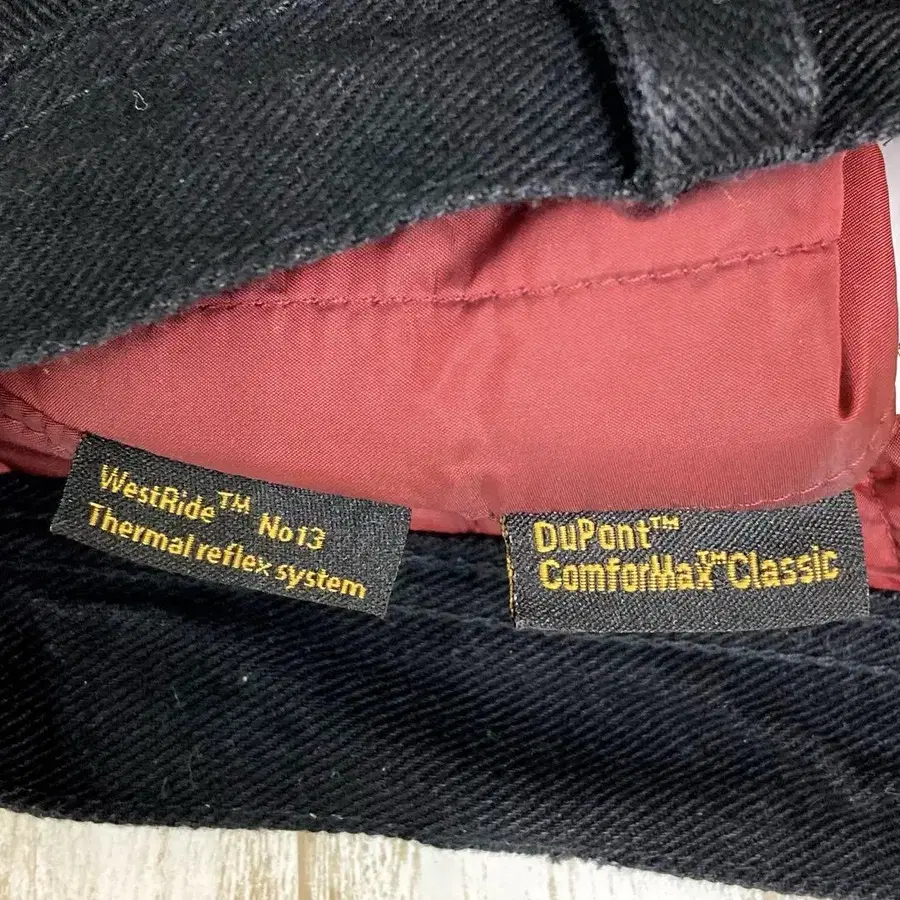 WestRide™ No13
Thermal reflex system
DuPont™
ComforMax™Classic